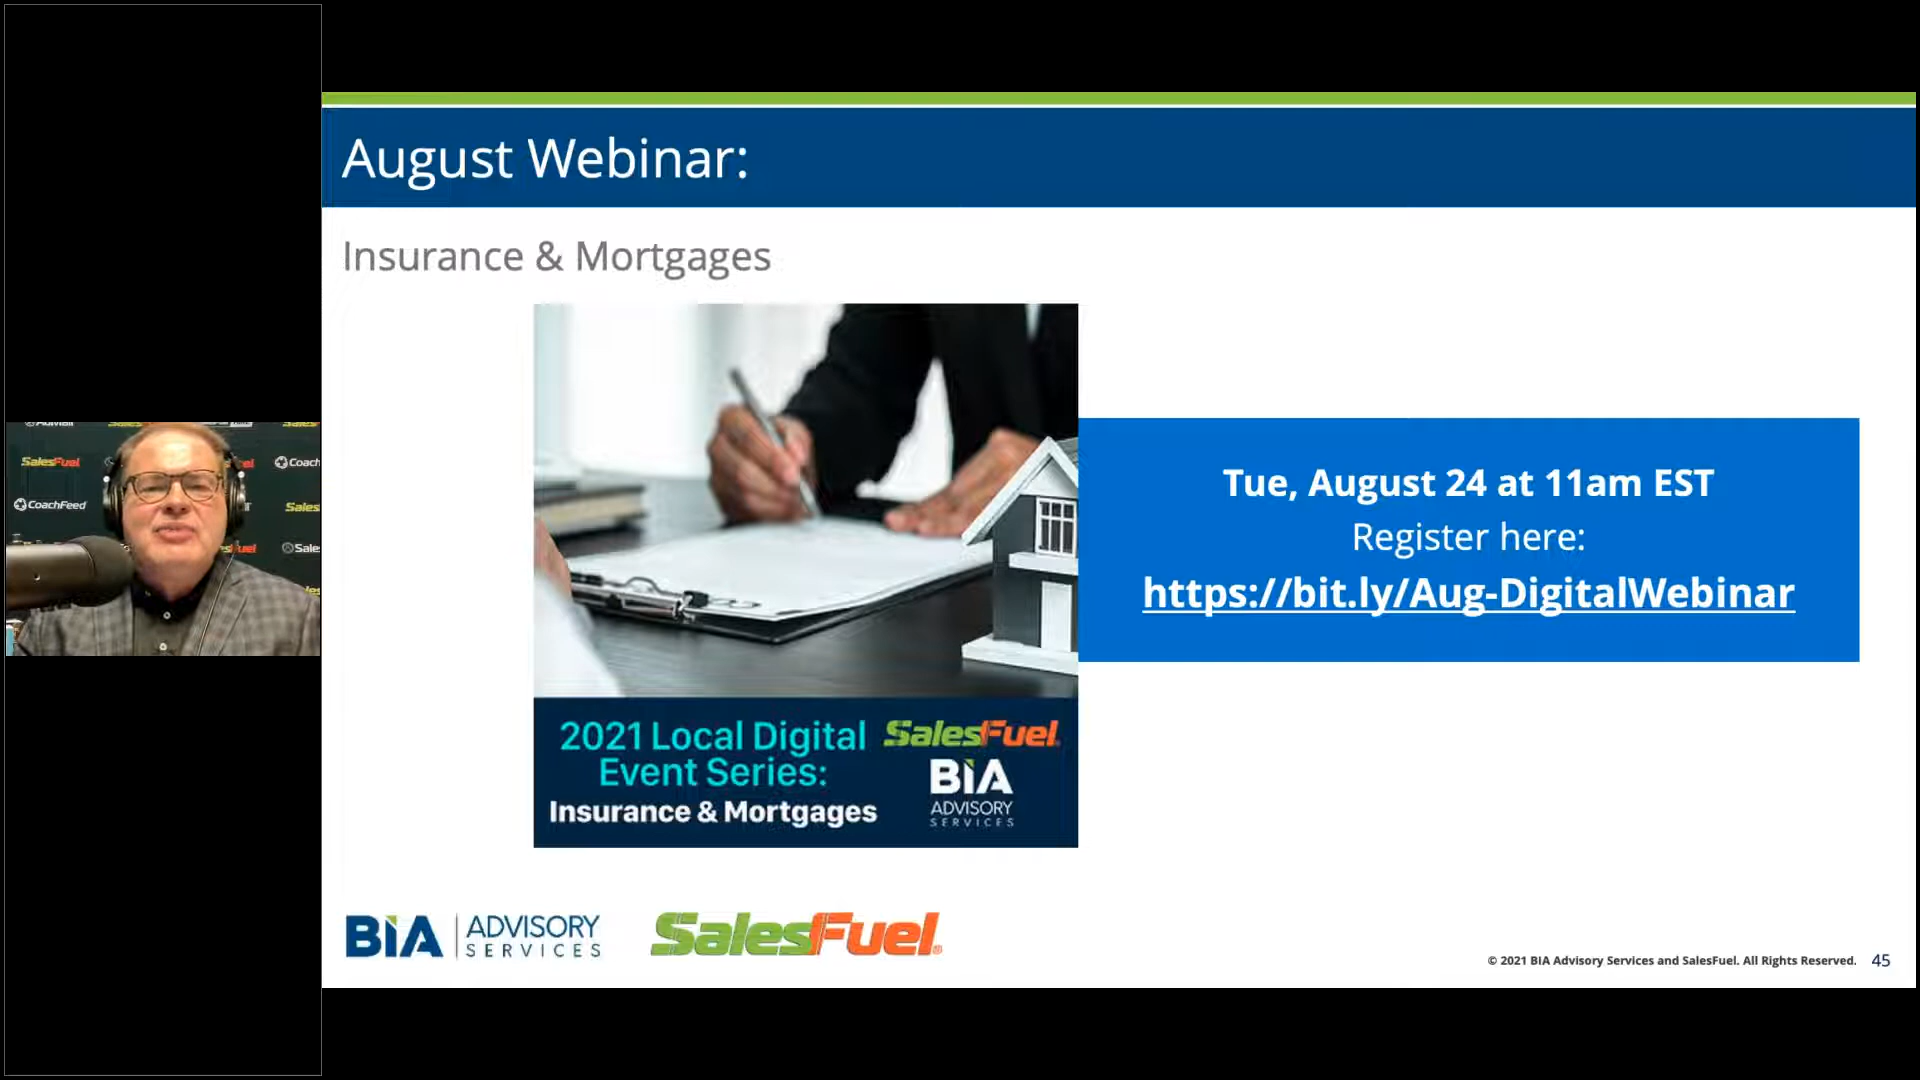 August Webinar:
Insurance & Mortgages
Tue, August 24 at 11am EST
Register here:
https://bit.ly/Aug-DigitalWebinar
2021 Local Digital
Event Series:
Insurance & Mortgages
SalesFuel
BIA
ADVISORY
SERVICES
SalesFuel
Coach
CoachFeed
Sales
BIA ADVISORY
SERVICES
SalesFuel®
© 2021 BIA Advisory Services and SalesFuel. All Rights Reserved. 45